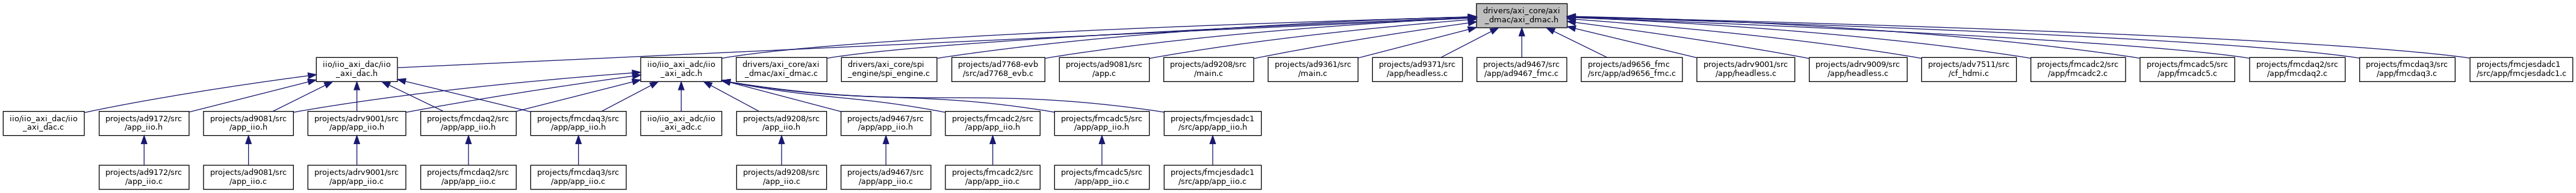 drivers/axi_core/axi
_dmac/axi_dmac.h
iio/iio_axi_dac/iio
_axi_dac.h
iio/iio_axi_adc/iio
_axi_adc.h
drivers/axi_core/axi
_dmac/axi_dmac.c
drivers/axi_core/spi
_engine/spi_engine.c
projects/ad7768-evb
/src/ad7768_evb.c
projects/ad9081/src
/app.c
projects/ad9208/src
/main.c
projects/ad9361/src
/main.c
projects/ad9371/src
/app/headless.c
projects/ad9467/src
/app/ad9467_fmc.c
projects/ad9656_fmc
/src/app/ad9656_fmc.c
projects/adrv9001/src
/app/headless.c
projects/adrv9009/src
/app/headless.c
projects/adv7511/src
/cf_hdmi.c
projects/fmcadc2/src
/app/fmcadc2.c
projects/fmcadc5/src
/app/fmcadc5.c
projects/fmcdaq2/src
/app/fmcdaq2.c
projects/fmcdaq3/src
/app/fmcdaq3.c
projects/fmcjesdadc1
/src/app/fmcjesdadc1.c
iio/iio_axi_dac/iio
_axi_dac.c
projects/ad9172/src
/app_iio.h
projects/ad9081/src
/app_iio.h
projects/adrv9001/src
/app/app_iio.h
projects/fmcdaq2/src
/app/app_iio.h
projects/fmcdaq3/src
/app/app_iio.h
iio/iio_axi_adc/iio
_axi_adc.c
projects/ad9208/src
/app_iio.h
projects/ad9467/src
/app/app_iio.h
projects/fmcadc2/src
/app/app_iio.h
projects/fmcadc5/src
/app/app_iio.h
projects/fmcjesdadc1
/src/app/app_iio.h
projects/ad9172/src
/app_iio.c
projects/ad9081/src
/app_iio.c
projects/adrv9001/src
/app/app_iio.c
projects/fmcdaq2/src
/app/app_iio.c
projects/fmcdaq3/src
/app/app_iio.c
projects/ad9208/src
/app_iio.c
projects/ad9467/src
/app/app_iio.c
projects/fmcadc2/src
/app/app_iio.c
projects/fmcadc5/src
/app/app_iio.c
projects/fmcjesdadc1
/src/app/app_iio.c